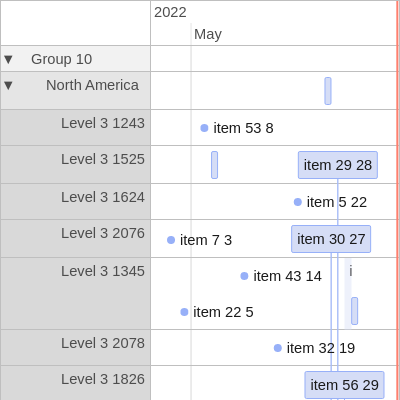 2022
May
▼ Group 10
▼ North America
Level 3 1243
item 53 8
Level 3 1525
item 29 28
Level 3 1624
item 5 22
Level 3 2076
item 7 3
item 30 27
Level 3 1345
item 43 14
i
item 22 5
Level 3 2078
item 32 19
Level 3 1826
item 56 29